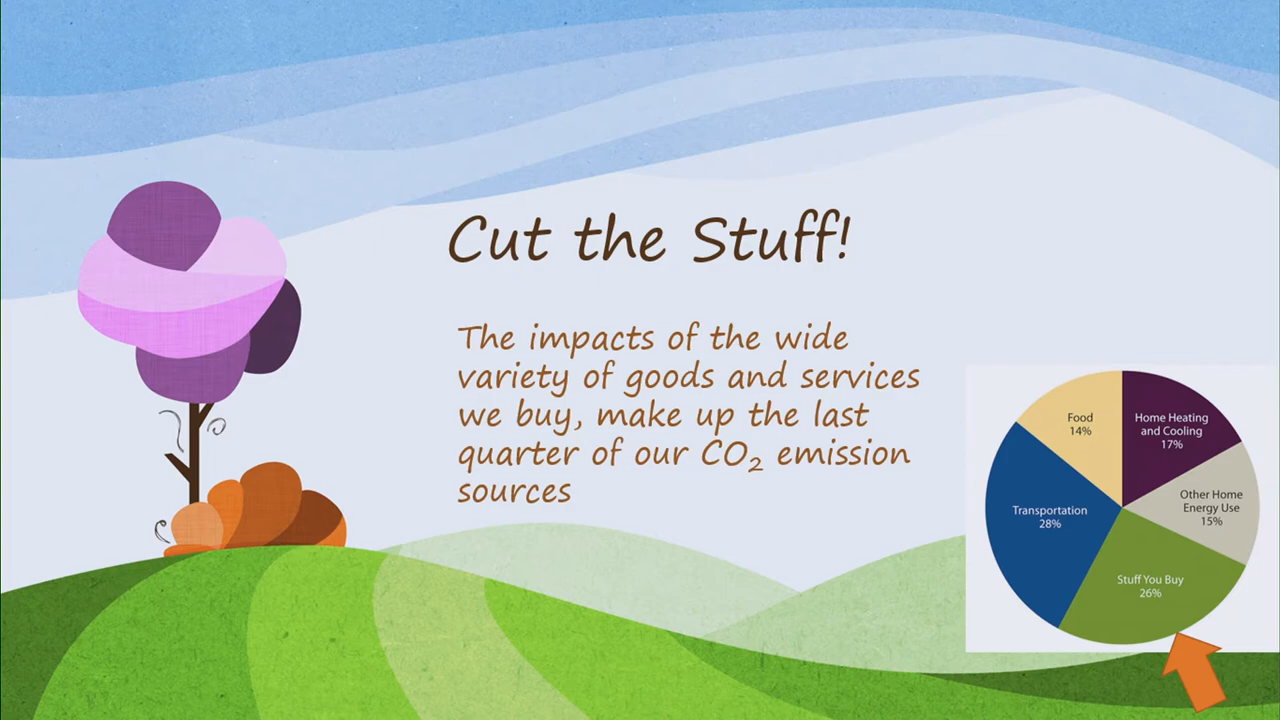 Cut the Stuff!
The impacts of the wide
variety of goods and services
we buy, make up the last
quarter of our CO₂ emission
sources
Food
14%
Home Heating
and Cooling
17%
Other Home
Energy Use
15%
Transportation
28%
Stuff You Buy
26%